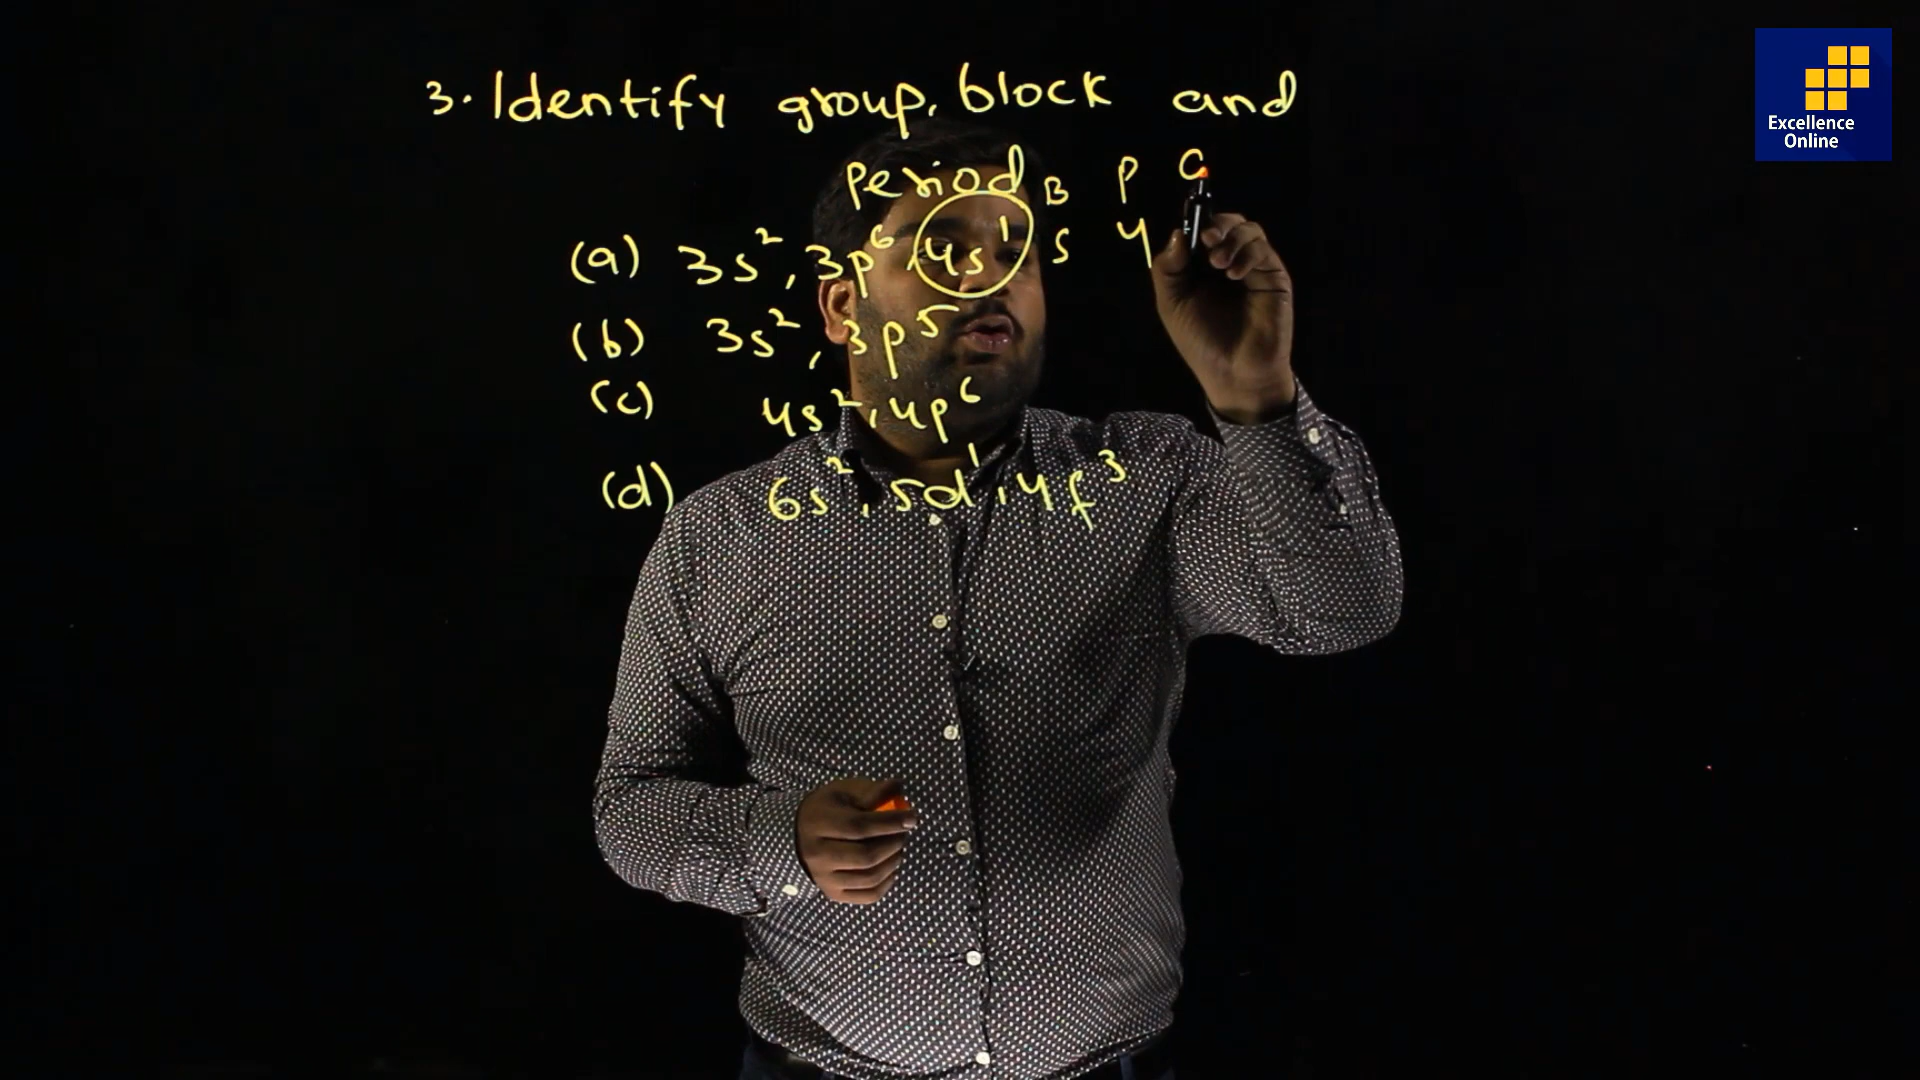 3. Identify group, block and
period B P G
(a) 3s², 3p⁶, 4s¹ S 4
(b) 3s², 3p⁵
(c) 4s², 4p⁶
(d) 6s², 5d¹, 4f³
Excellence
Online